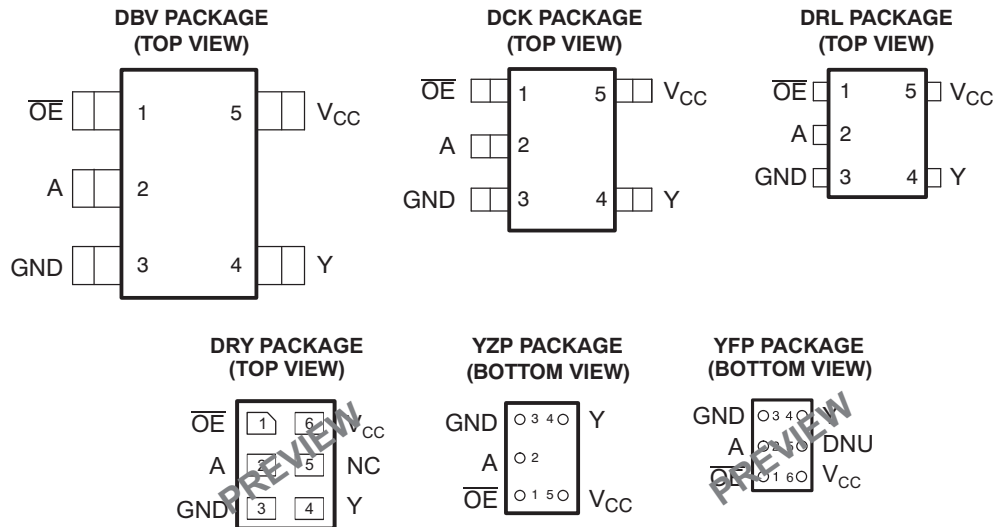 DBV PACKAGE
(TOP VIEW)
OE 1 5 VCC
A 2
GND 3 4 Y
DCK PACKAGE
(TOP VIEW)
OE 1 5 VCC
A 2
GND 3 4 Y
DRL PACKAGE
(TOP VIEW)
OE 1 5 VCC
A 2
GND 3 4 Y
DRY PACKAGE
(TOP VIEW)
OE 1 6 VCC
A 2 5 NC
GND 3 4 Y
PREVIEW
YZP PACKAGE
(BOTTOM VIEW)
GND 3 4 Y
A 2
OE 1 5 VCC
YFP PACKAGE
(BOTTOM VIEW)
GND 3 4 Y
A 2 5 DNU
OE 1 6 VCC
PREVIEW